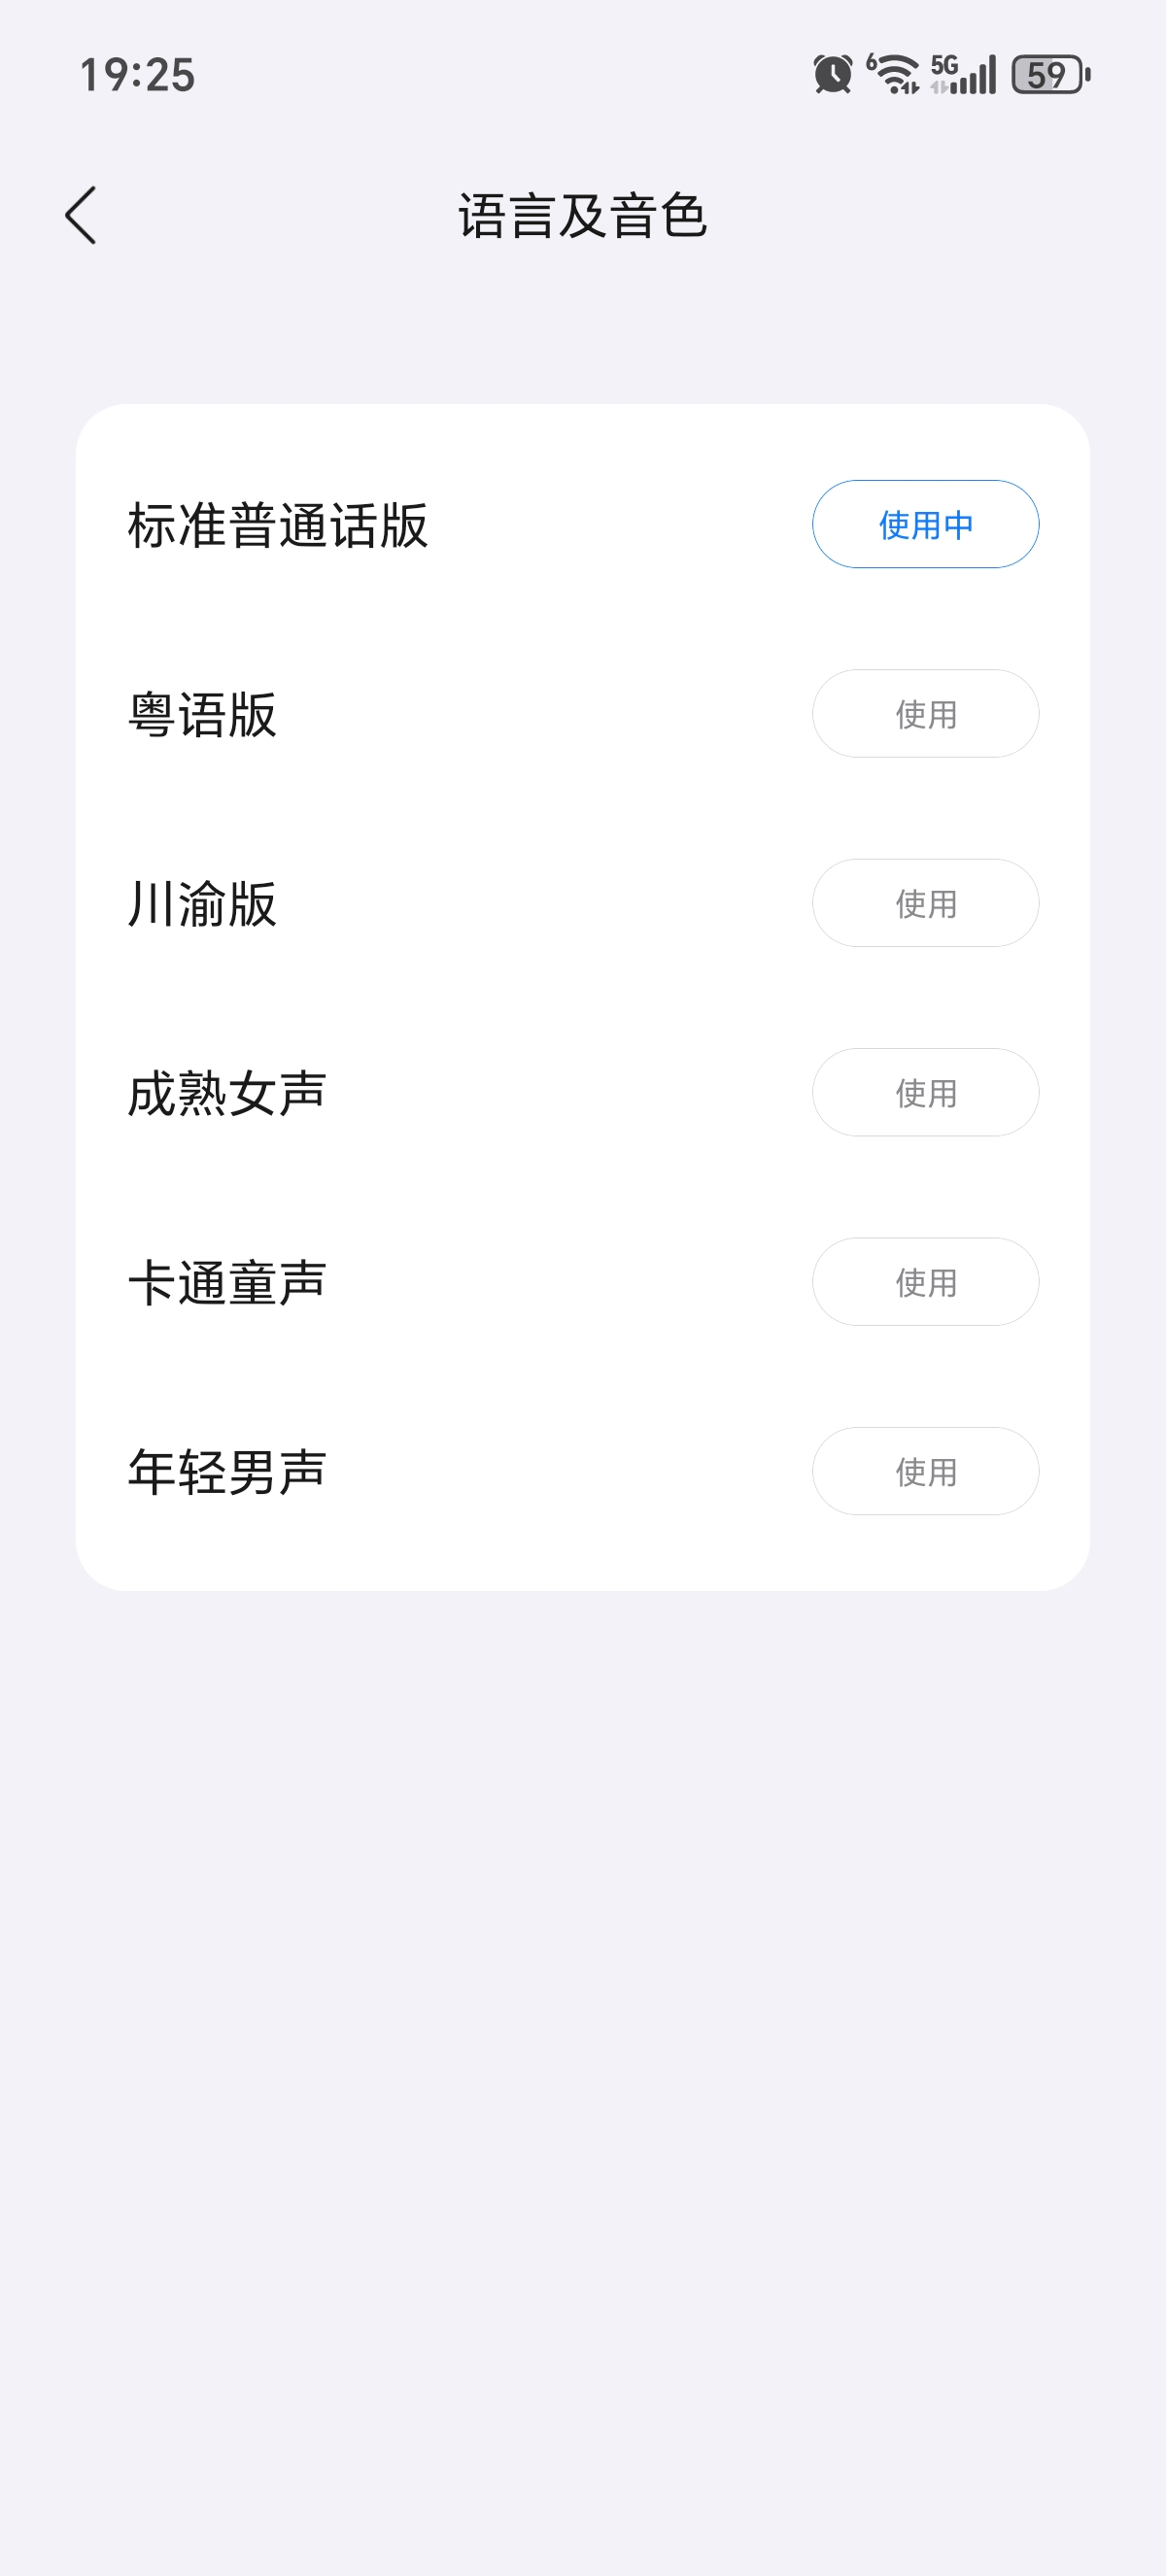 19:25
6 5G 59
语言及音色
标准普通话版 使用中
粤语版 使用
川渝版 使用
成熟女声 使用
卡通童声 使用
年轻男声 使用